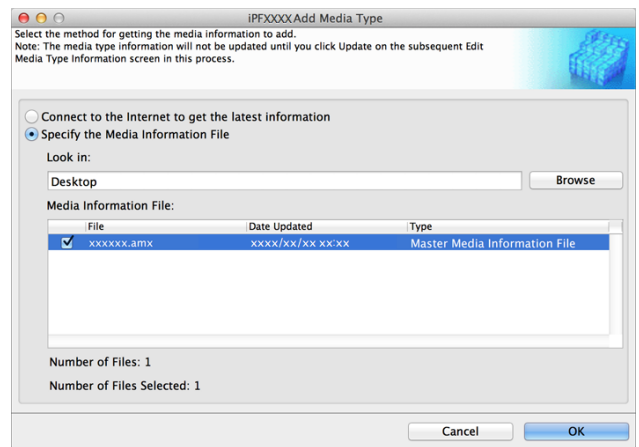 iPFXXXX Add Media Type
Select the method for getting the media information to add.
Note: The media type information will not be updated until you click Update on the subsequent Edit
Media Type Information screen in this process.
Connect to the Internet to get the latest information
Specify the Media Information File
Look in:
Desktop Browse
Media Information File:
File Date Updated Type
xxxxxx.amx xxxx/xx/xx xx:xx Master Media Information File
Number of Files: 1
Number of Files Selected: 1
Cancel OK